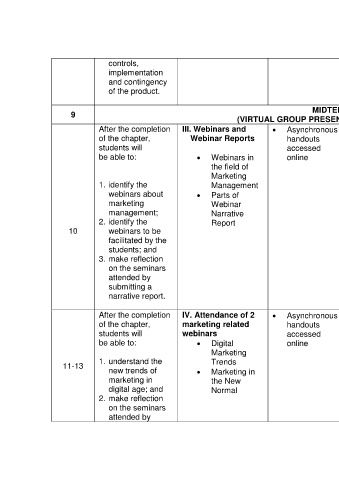 controls,
implementation
and contingency
of the product.
9
MIDTE
(VIRTUAL GROUP PRESEN
10
After the completion
of the chapter,
students will
be able to:
1. identify the
webinars about
marketing
management;
2. identify the
webinars to be
facilitated by the
students; and
3. make reflection
on the seminars
attended by
submitting a
narrative report.
III. Webinars and
Webinar Reports
• Webinars in
the field of
Marketing
Management
• Parts of
Webinar
Narrative
Report
• Asynchronous
handouts
accessed
online
11-13
After the completion
of the chapter,
students will
be able to:
1. understand the
new trends of
marketing in
digital age; and
2. make reflection
on the seminars
attended by
IV. Attendance of 2
marketing related
webinars
• Digital
Marketing
Trends
• Marketing in
the New
Normal
• Asynchronous
handouts
accessed
online